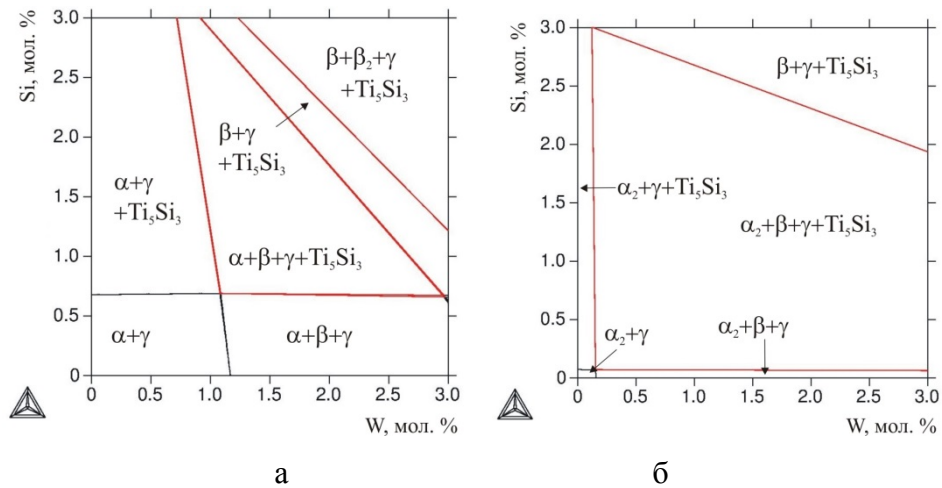 3.0
2.5
2.0
1.5
1.0
0.5
0
Si, мол. %
β+β₂+γ
+Ti₅Si₃
β+γ
+Ti₅Si₃
α+γ
+Ti₅Si₃
α+β+γ+Ti₅Si₃
α+γ
α+β+γ
0 0.5 1.0 1.5 2.0 2.5 3.0
W, мол. %
а
3.0
2.5
2.0
1.5
1.0
0.5
0
Si, мол. %
β+γ+Ti₅Si₃
α₂+γ+Ti₅Si₃
α₂+β+γ+Ti₅Si₃
α₂+γ
α₂+β+γ
0 0.5 1.0 1.5 2.0 2.5 3.0
W, мол. %
б